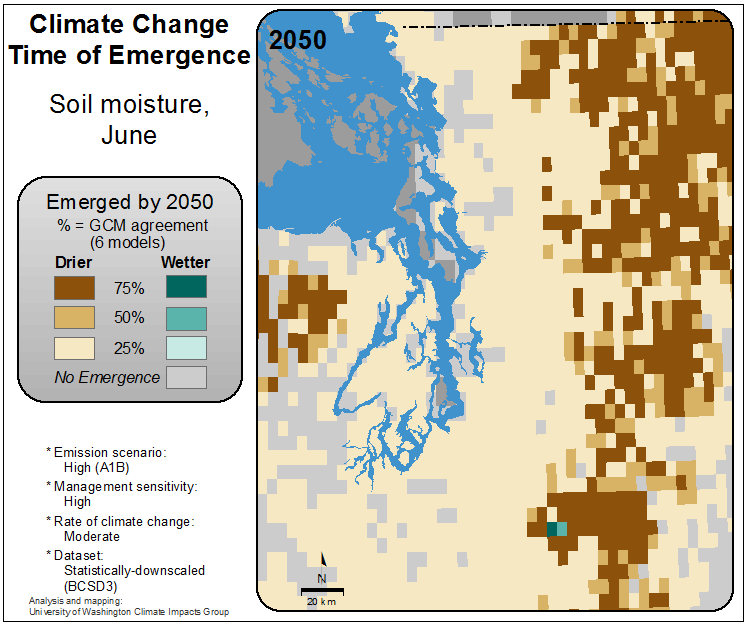 Climate Change
Time of Emergence
Soil moisture,
June
Emerged by 2050
% = GCM agreement
(6 models)
Drier Wetter
75%
50%
25%
No Emergence
* Emission scenario:
High (A1B)
* Management sensitivity:
High
* Rate of climate change:
Moderate
* Dataset:
Statistically-downscaled
(BCSD3)
Analysis and mapping:
University of Washington Climate Impacts Group
2050
N
20 km